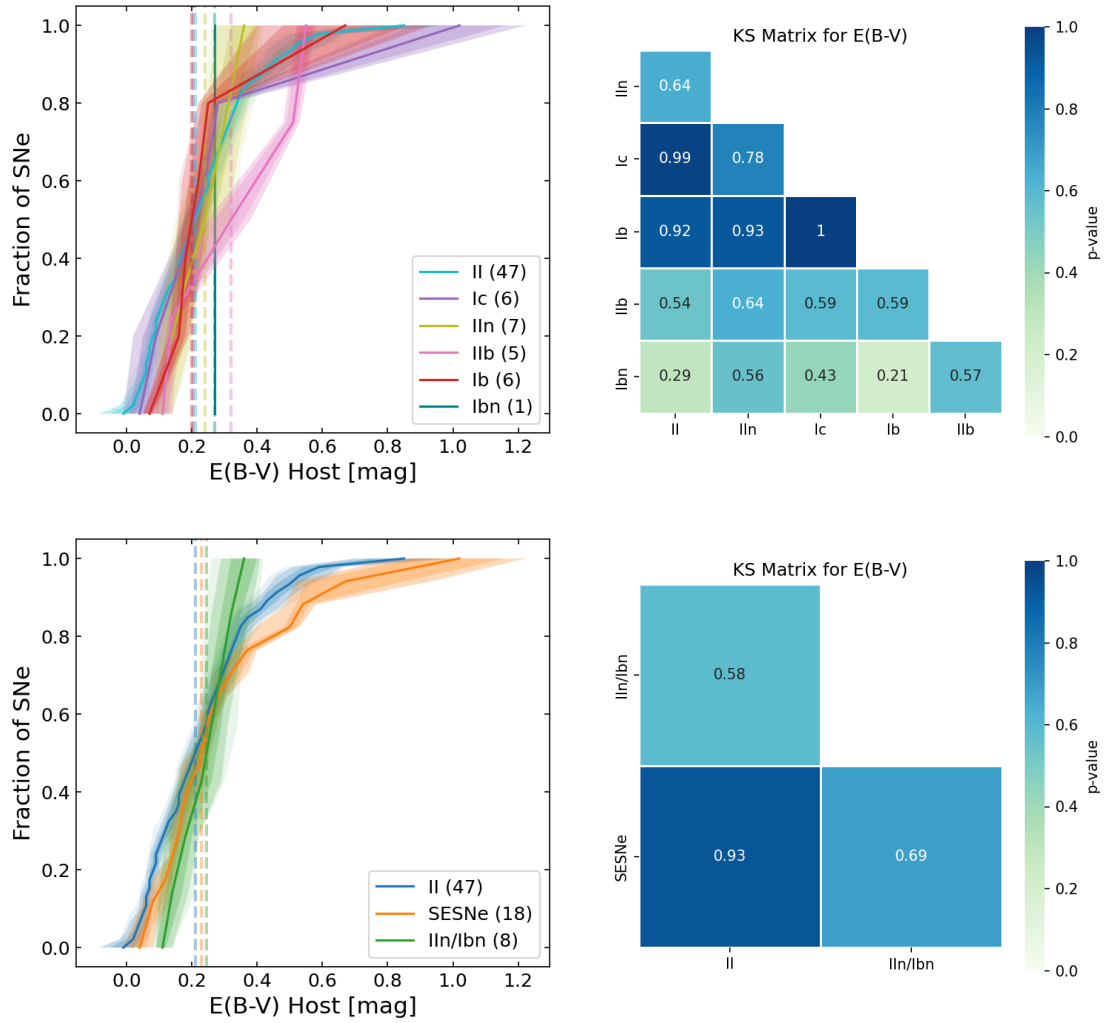 1.0
0.8
0.6
0.4
0.2
0.0
Fraction of SNe
0.0 0.2 0.4 0.6 0.8 1.0 1.2
E(B-V) Host [mag]
II (47)
Ic (6)
IIn (7)
IIb (5)
Ib (6)
Ibn (1)
KS Matrix for E(B-V)
IIn 0.64
Ic 0.99 0.78
Ib 0.92 0.93 1
IIb 0.54 0.64 0.59 0.59
Ibn 0.29 0.56 0.43 0.21 0.57
II IIn Ic Ib IIb
1.0
0.8
0.6
0.4
0.2
0.0
p-value
1.0
0.8
0.6
0.4
0.2
0.0
Fraction of SNe
0.0 0.2 0.4 0.6 0.8 1.0 1.2
E(B-V) Host [mag]
II (47)
SESNe (18)
IIn/Ibn (8)
KS Matrix for E(B-V)
IIn/Ibn 0.58
SESNe 0.93 0.69
II IIn/Ibn
1.0
0.8
0.6
0.4
0.2
0.0
p-value